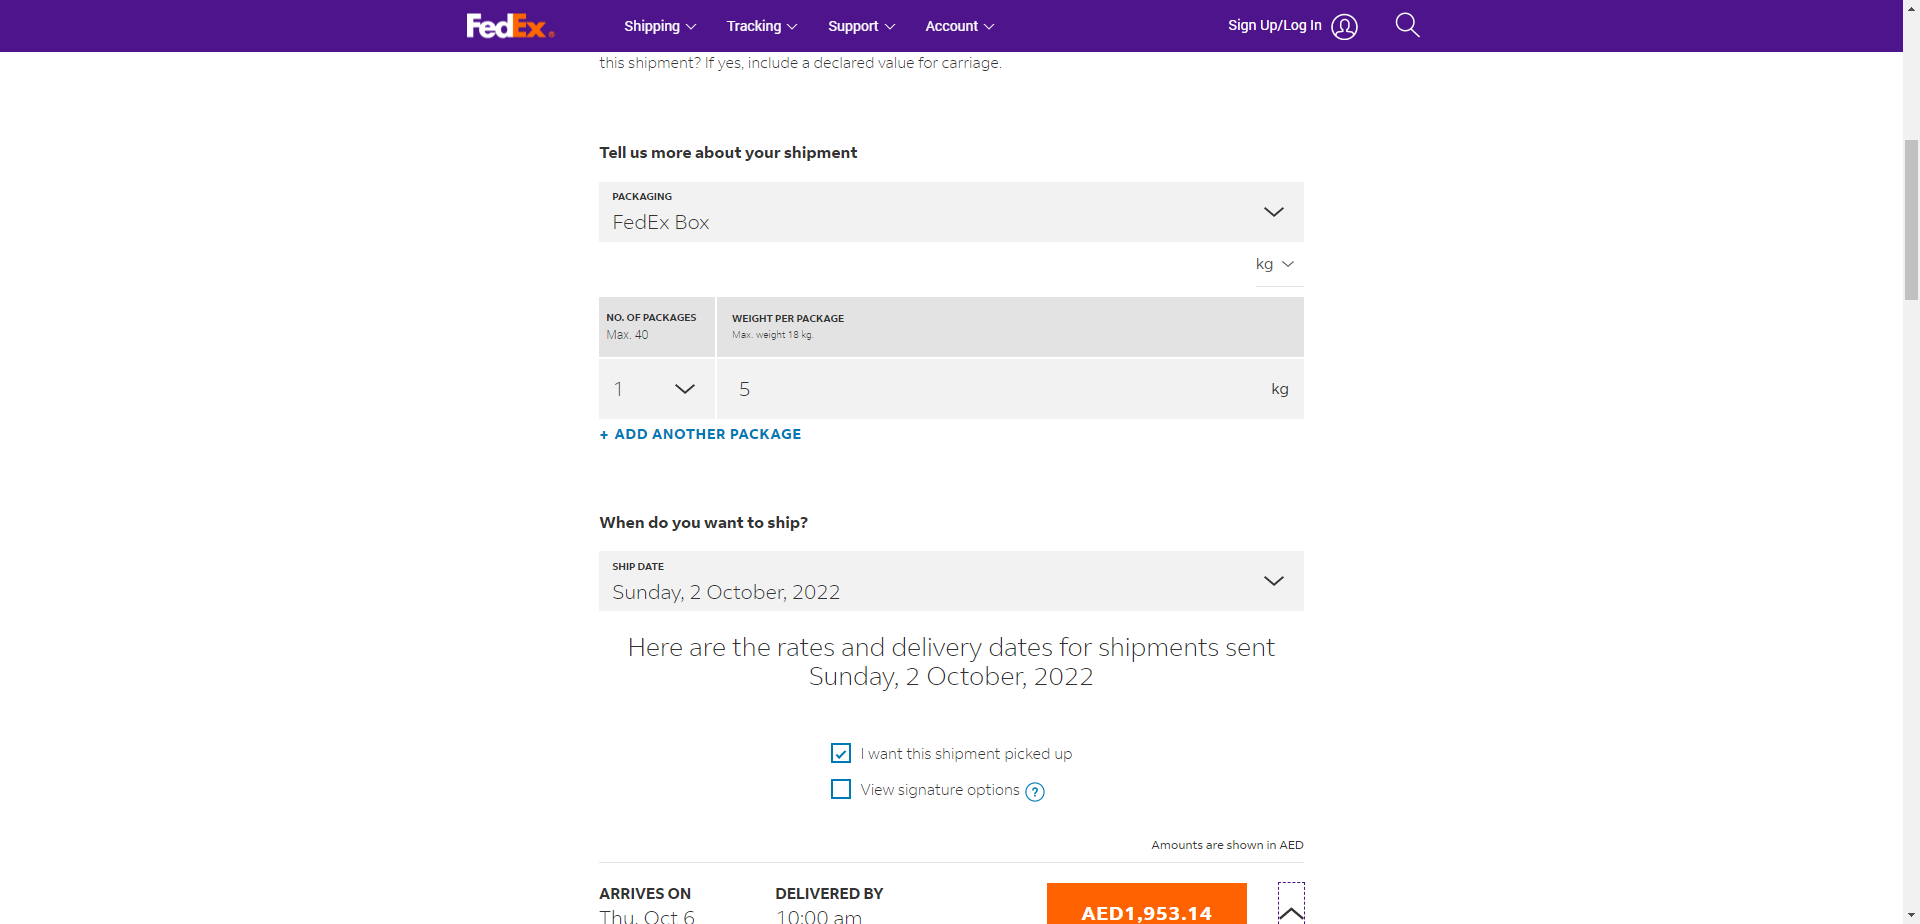 FedEx®
Shipping
Tracking
Support
Account
Sign Up/Log In
this shipment? If yes, include a declared value for carriage.
Tell us more about your shipment
PACKAGING
FedEx Box
kg
NO. OF PACKAGES
Max. 40
WEIGHT PER PACKAGE
Max. weight 18 kg.
1
5
kg
+ ADD ANOTHER PACKAGE
When do you want to ship?
SHIP DATE
Sunday, 2 October, 2022
Here are the rates and delivery dates for shipments sent
Sunday, 2 October, 2022
I want this shipment picked up
View signature options ?
Amounts are shown in AED
ARRIVES ON
Thu, Oct 6
DELIVERED BY
10:00 am
AED1,953.14